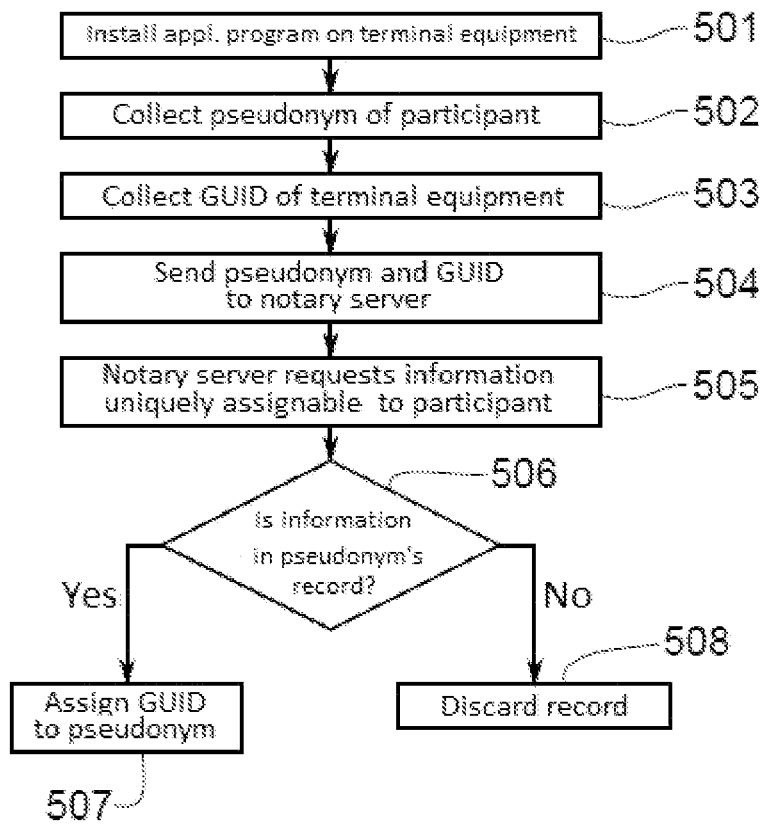 Install appl. program on terminal equipment
501
Collect pseudonym of participant
502
Collect GUID of terminal equipment
503
Send pseudonym and GUID
to notary server
504
Notary server requests information
uniquely assignable to participant
505
506
Is information
in pseudonym's
record?
Yes
No
508
Assign GUID
to pseudonym
Discard record
507